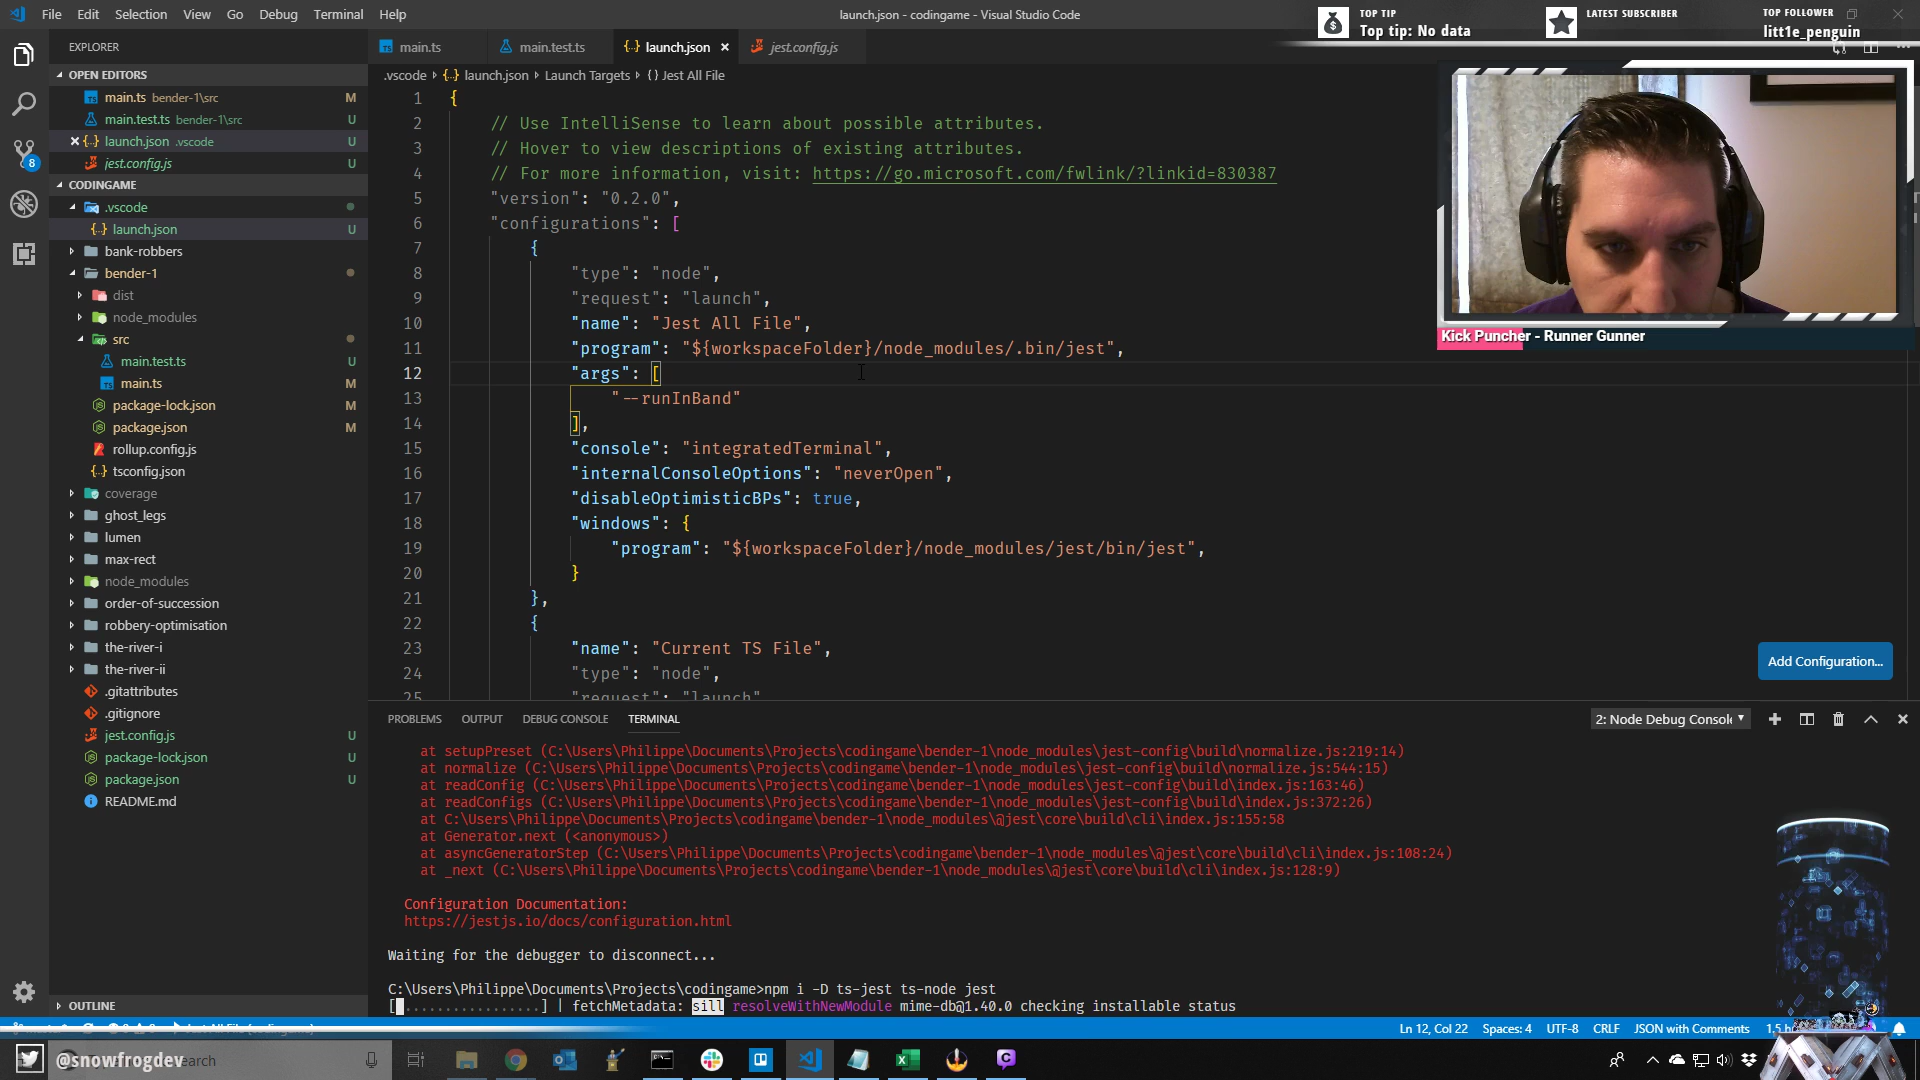 File Edit Selection View Go Debug Terminal Help
launch.json - codingame - Visual Studio Code
TOP TIP
Top tip: No data
LATEST SUBSCRIBER
TOP FOLLOWER
litt1e_penguin
EXPLORER
OPEN EDITORS
main.ts bender-1\src M
main.test.ts bender-1\src U
launch.json .vscode U
jest.config.js U
8
CODINGAME
.vscode
launch.json U
bank-robbers
bender-1
dist
node_modules
src
main.test.ts U
main.ts M
package-lock.json M
package.json M
rollup.config.js
tsconfig.json
coverage
ghost_legs
lumen
max-rect
node_modules
order-of-succession
robbery-optimisation
the-river-i
the-river-ii
.gitattributes
.gitignore
jest.config.js U
package-lock.json U
package.json U
README.md
OUTLINE
main.ts main.test.ts launch.json jest.config.js
.vscode launch.json Launch Targets {} Jest All File
1 {
2 // Use IntelliSense to learn about possible attributes.
3 // Hover to view descriptions of existing attributes.
4 // For more information, visit: https://go.microsoft.com/fwlink/?linkid=830387
5 "version": "0.2.0",
6 "configurations": [
7 {
8 "type": "node",
9 "request": "launch",
10 "name": "Jest All File",
11 "program": "${workspaceFolder}/node_modules/.bin/jest",
12 "args": [
13 "--runInBand"
14 ],
15 "console": "integratedTerminal",
16 "internalConsoleOptions": "neverOpen",
17 "disableOptimisticBPs": true,
18 "windows": {
19 "program": "${workspaceFolder}/node_modules/jest/bin/jest",
20 }
21 },
22 {
23 "name": "Current TS File",
24 "type": "node",
25 "request": "launch"
Kick Puncher - Runner Gunner
Add Configuration...
PROBLEMS OUTPUT DEBUG CONSOLE TERMINAL
2: Node Debug Console
at setupPreset (C:\Users\Philippe\Documents\Projects\codingame\bender-1\node_modules\jest-config\build\normalize.js:219:14)
at normalize (C:\Users\Philippe\Documents\Projects\codingame\bender-1\node_modules\jest-config\build\normalize.js:544:15)
at readConfig (C:\Users\Philippe\Documents\Projects\codingame\bender-1\node_modules\jest-config\build\index.js:163:46)
at readConfigs (C:\Users\Philippe\Documents\Projects\codingame\bender-1\node_modules\jest-config\build\index.js:372:26)
at C:\Users\Philippe\Documents\Projects\codingame\bender-1\node_modules\@jest\core\build\cli\index.js:155:58
at Generator.next (<anonymous>)
at asyncGeneratorStep (C:\Users\Philippe\Documents\Projects\codingame\bender-1\node_modules\@jest\core\build\cli\index.js:108:24)
at _next (C:\Users\Philippe\Documents\Projects\codingame\bender-1\node_modules\@jest\core\build\cli\index.js:128:9)
Configuration Documentation:
https://jestjs.io/docs/configuration.html
Waiting for the debugger to disconnect...
C:\Users\Philippe\Documents\Projects\codingame>npm i -D ts-jest ts-node jest
[ .................] | fetchMetadata: sill resolveWithNewModule mime-db@1.40.0 checking installable status
Ln 12, Col 22 Spaces: 4 UTF-8 CRLF JSON with Comments
@snowfrogdev